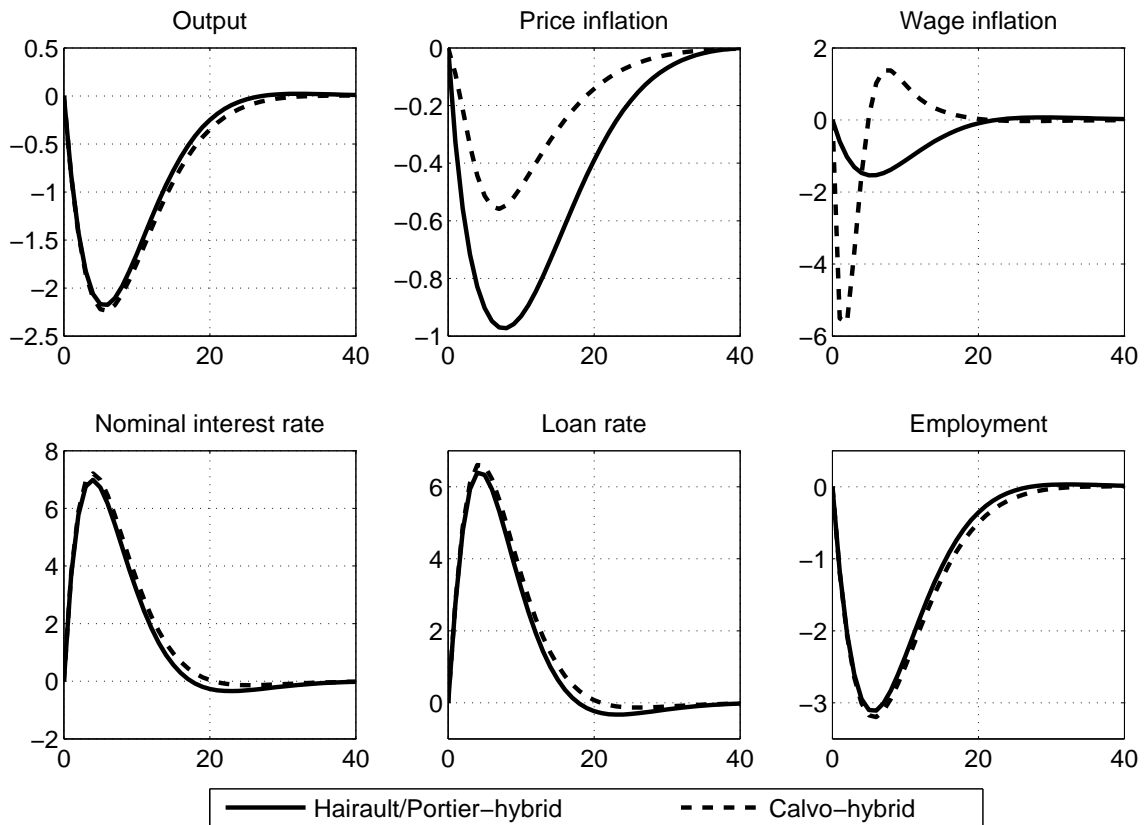 Output
0.5
0
−0.5
−1
−1.5
−2
−2.5
0 20 40
Price inflation
0
−0.2
−0.4
−0.6
−0.8
−1
0 20 40
Wage inflation
2
0
−2
−4
−6
0 20 40
Nominal interest rate
8
6
4
2
0
−2
0 20 40
Loan rate
6
4
2
0
0 20 40
Employment
0
−1
−2
−3
0 20 40
Hairault/Portier−hybrid
Calvo−hybrid